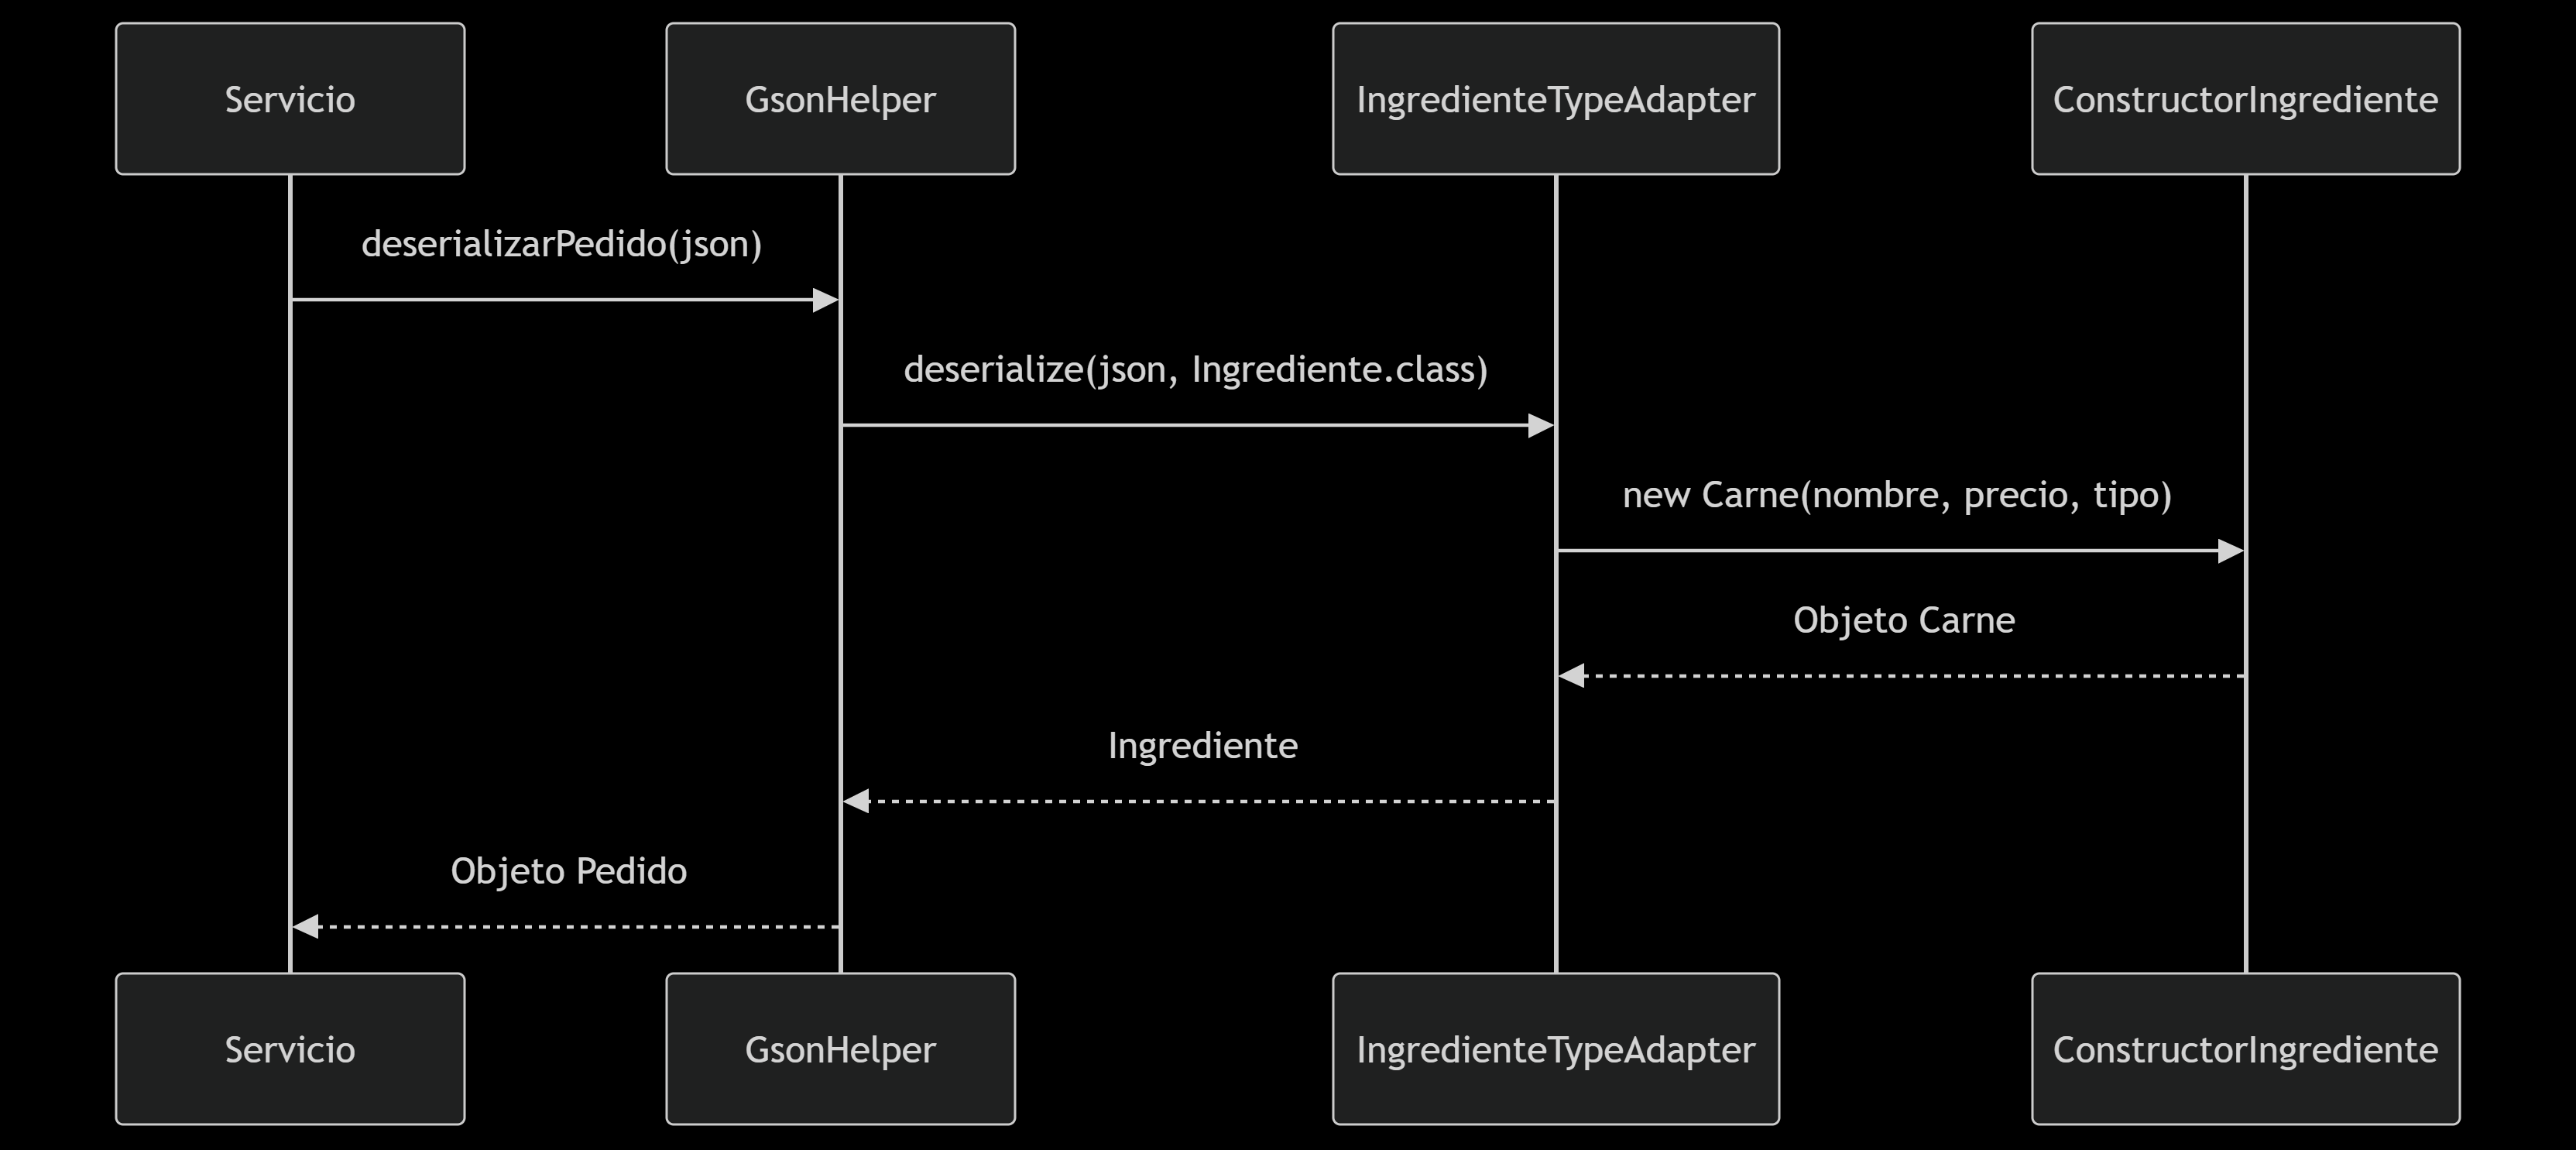 Servicio
GsonHelper
IngredienteTypeAdapter
ConstructorIngrediente
deserializarPedido(json)
deserialize(json, Ingrediente.class)
new Carne(nombre, precio, tipo)
Objeto Carne
Ingrediente
Objeto Pedido
Servicio
GsonHelper
IngredienteTypeAdapter
ConstructorIngrediente